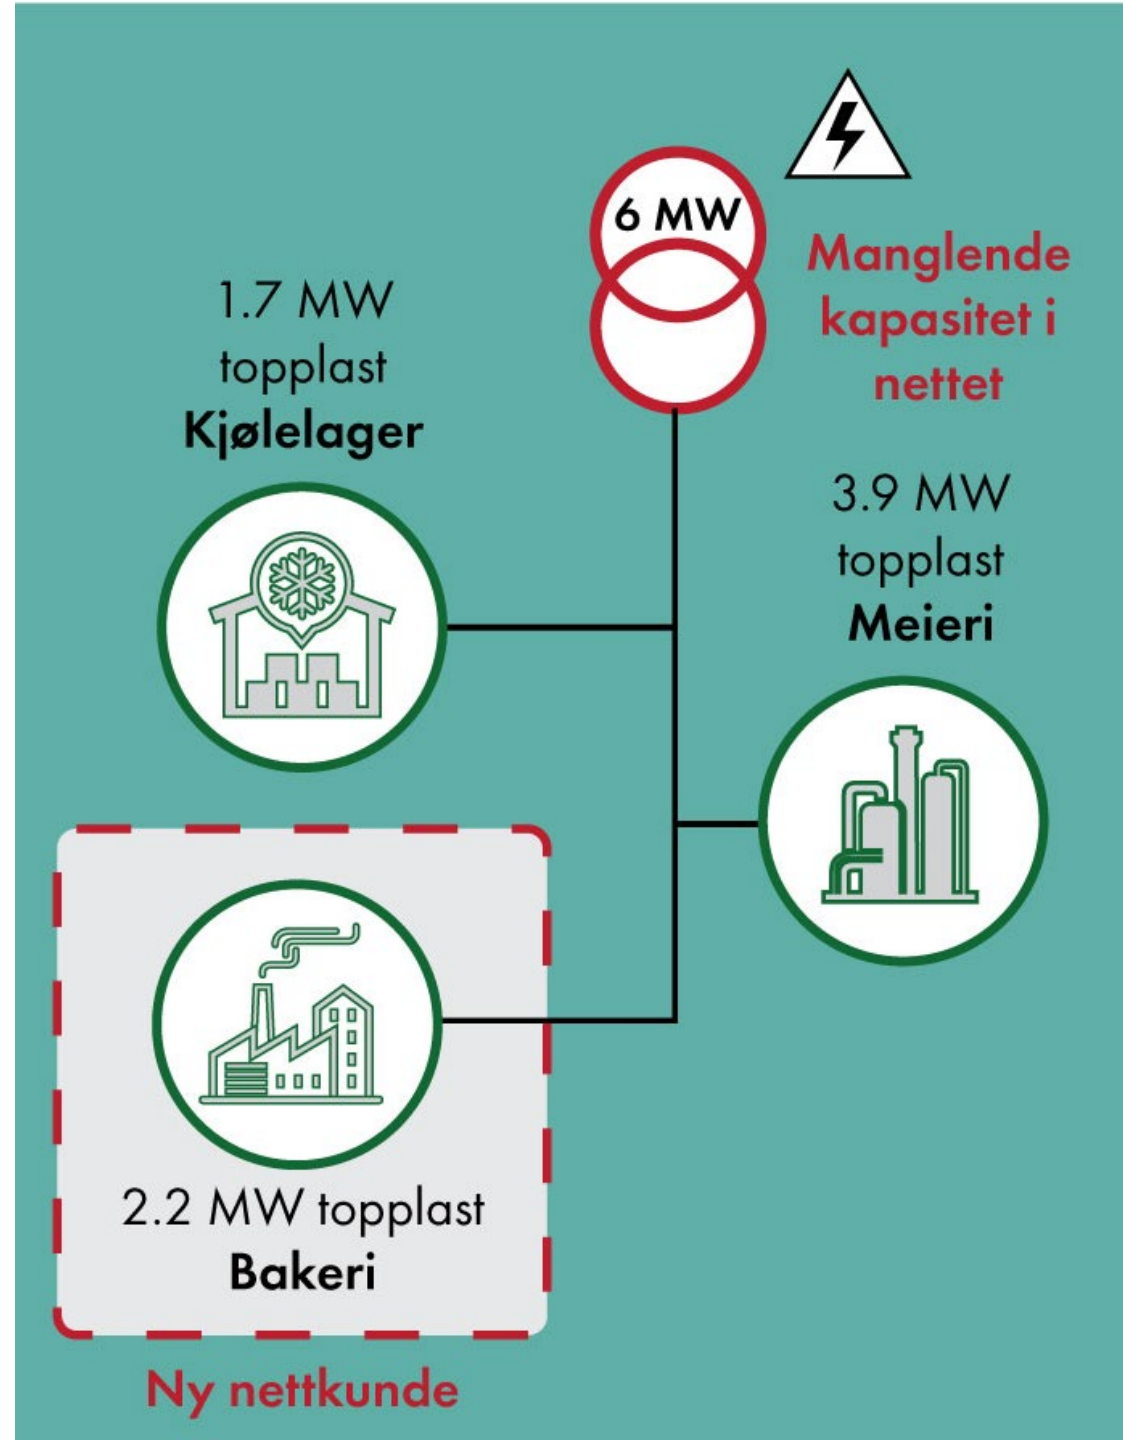 6 MW
Manglende
kapasitet i
nettet
1.7 MW
topplast
Kjølelager
3.9 MW
topplast
Meieri
2.2 MW topplast
Bakeri
Ny nettkunde